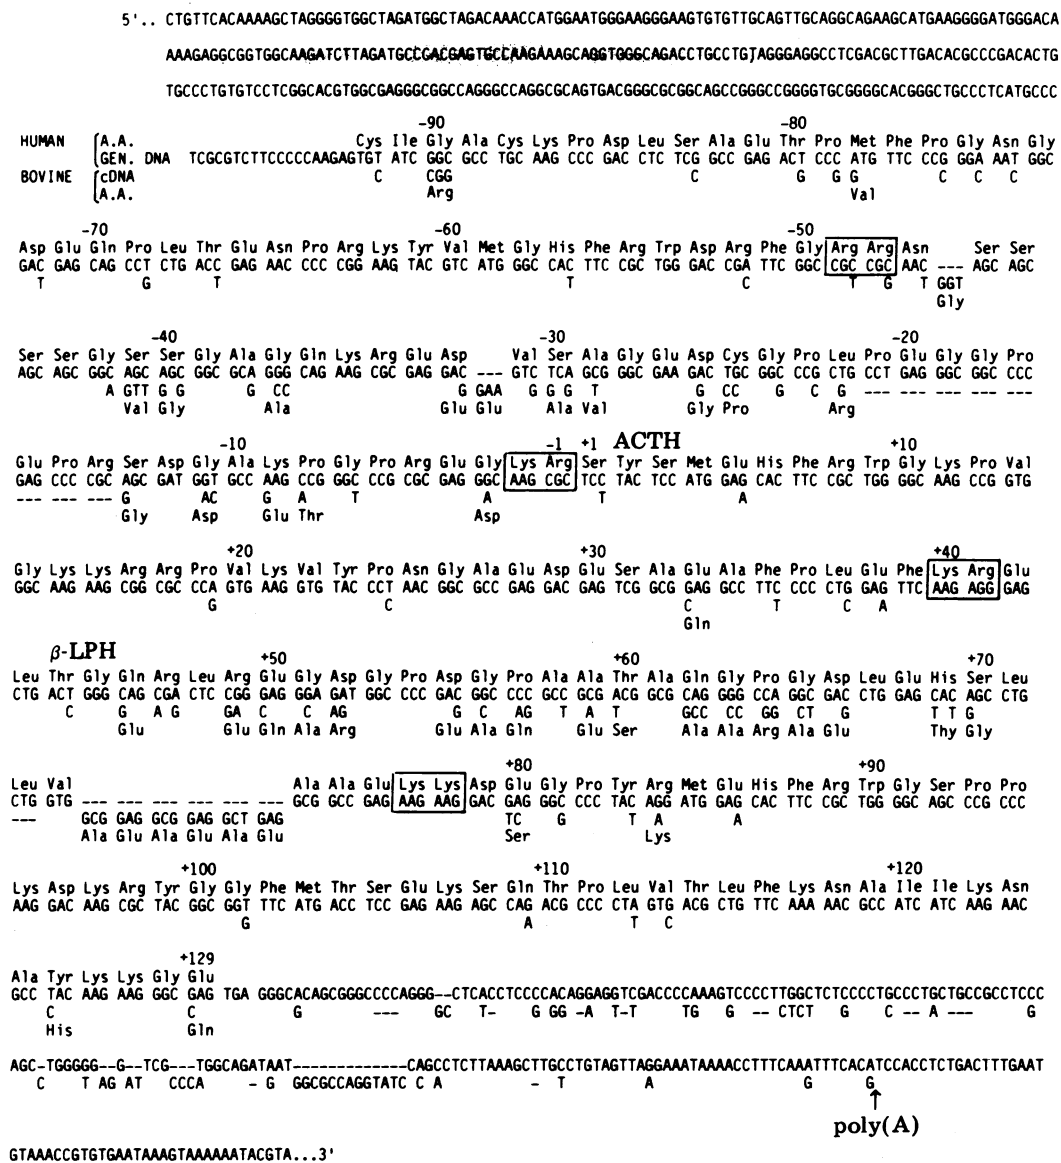 5'.. CTGTTCACAAAAGCTAGGGGTGGCTAGATGGCTAGACAAACCATGGAATGGGAAGGGAAGTGTGTTGCAGTTGCAGGCAGAAGCATGAAGGGGATGGGACA
AAAGAGGCGGTGGCAAGATCTTAGATGCCGACGAGTGCCAAGAAAGCAGGTGGGCAGACCTGCCTGTAGGGAGGCCTCGACGCTTGACACGCCCGACACTG
TGCCCTGTGTCCTCGGCACGTGGCGAGGGCGGCCAGGGCCAGGCGCAGTGACGGGCGCGGCAGCCGGGCCGGGGTGCGGGGCACGGGCTGCCCTCATGCCC
-90 -80
HUMAN A.A. Cys Ile Gly Ala Cys Lys Pro Asp Leu Ser Ala Glu Thr Pro Met Phe Pro Gly Asn Gly
GEN. DNA TCGCGTCTTCCCCCAAGAGTGT ATC GGC GCC TGC AAG CCC GAC CTC TCG GCC GAG ACT CCC ATG TTC CCG GGA AAT GGC
BOVINE cDNA C CGG C G G G C C C
A.A. Arg Val
-70 -60 -50
Asp Glu Gln Pro Leu Thr Glu Asn Pro Arg Lys Tyr Val Met Gly His Phe Arg Trp Asp Arg Phe Gly Arg Arg Asn Ser Ser
GAC GAG CAG CCT CTG ACC GAG AAC CCC CGG AAG TAC GTC ATG GGC CAC TTC CGC TGG GAC CGA TTC GGC CGC CGC AAC --- AGC AGC
T G T T C T G T GGT
Gly
-40 -30 -20
Ser Ser Gly Ser Ser Gly Ala Gly Gln Lys Arg Glu Asp Val Ser Ala Gly Glu Asp Cys Gly Pro Leu Pro Glu Gly Gly Pro
AGC AGC GGC AGC AGC GGC GCA GGG CAG AAG CGC GAG GAC --- GTC TCA GCG GGC GAA GAC TGC GGC CCG CTG CCT GAG GGC GGC CCC
A GTT G G G CC G GAA G G G T G CC G C G --- --- --- --- ---
Val Gly Ala Glu Glu Ala Val Gly Pro Arg
-10 -1 +1 ACTH +10
Glu Pro Arg Ser Asp Gly Ala Lys Pro Gly Pro Arg Glu Gly Lys Arg Ser Tyr Ser Met Glu His Phe Arg Trp Gly Lys Pro Val
GAG CCC CGC AGC GAT GGT GCC AAG CCG GGC CCG CGC GAG GGC AAG CGC TCC TAC TCC ATG GAG CAC TTC CGC TGG GGC AAG CCG GTG
--- --- --- G AC G A T A T A
Gly Asp Glu Thr Asp
+20 +30 +40
Gly Lys Lys Arg Arg Pro Val Lys Val Tyr Pro Asn Gly Ala Glu Asp Glu Ser Ala Glu Ala Phe Pro Leu Glu Phe Lys Arg Glu
GGC AAG AAG CGG CGC CCA GTG AAG GTG TAC CCT AAC GGC GCC GAG GAC GAG TCG GCG GAG GCC TTC CCC CTG GAG TTC AAG AGG GAG
G C C T C A
Gln
β-LPH +50 +60 +70
Leu Thr Gly Gln Arg Leu Arg Glu Gly Asp Gly Pro Asp Gly Pro Ala Ala Thr Ala Gln Gly Pro Gly Asp Leu Glu His Ser Leu
CTG ACT GGG CAG CGA CTC CGG GAG GGA GAT GGC CCC GAC GGC CCC GCC GCG ACG GCG CAG GGG CCA GGC GAC CTG GAG CAC AGC CTG
C G A G GA C C AG G C AG T A T GCC CC GG CT G T T G
Glu Glu Gln Ala Arg Glu Ala Gln Glu Ser Ala Ala Arg Ala Glu Thy Gly
+80 +90
Leu Val Ala Ala Glu Lys Lys Asp Glu Gly Pro Tyr Arg Met Glu His Phe Arg Trp Gly Ser Pro Pro
CTG GTG --- --- --- --- --- --- GCG GCC GAG AAG AAG GAC GAG GGC CCC TAC AGG ATG GAG CAC TTC CGC TGG GGC AGC CCG CCC
--- GCG GAG GCG GAG GCT GAG TC G T A A
Ala Glu Ala Glu Ala Glu Ser Lys
+100 +110 +120
Lys Asp Lys Arg Tyr Gly Gly Phe Met Thr Ser Glu Lys Ser Gln Thr Pro Leu Val Thr Leu Phe Lys Asn Ala Ile Ile Lys Asn
AAG GAC AAG CGC TAC GGC GGT TTC ATG ACC TCC GAG AAG AGC CAG ACG CCC CTA GTG ACG CTG TTC AAA AAC GCC ATC ATC AAG AAC
G A T C
+129
Ala Tyr Lys Lys Gly Glu
GCC TAC AAG AAG GGC GAG TGA GGGCACAGCGGGCCCCAGGG--CTCACCTCCCCACAGGAGGTCGACCCCAAAGTCCCCTTGGCTCTCCCCTGCCCTGCTGCCGCCTCCC
C C G --- GC T- G GG -A T-T TG G -- CTCT G C -- A --- G
His Gln
AGC-TGGGGG--G--TCG---TGGCAGATAAT--------------CAGCCTCTTAAAGCTTGCCTGTAGTTAGGAAATAAAACCTTTCAAATTTCACATCCACCTCTGACTTTGAAT
C T AG AT CCCA - G GGCGCCAGGTATC C A - T A G G
poly(A)
GTAAACCGTGTGAATAAAGTAAAAAATACGTA...3'